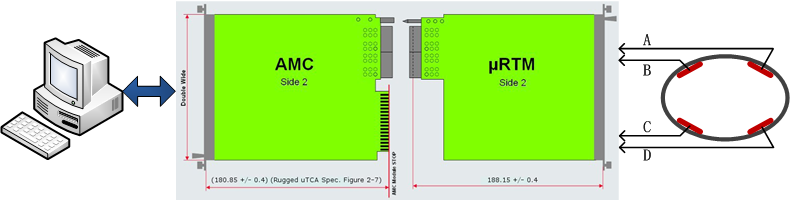 Double Wide
AMC
Side 2
(180.85 +/- 0.4) (Rugged uTCA Spec. Figure 2-7)
AMC Module STOP
µRTM
Side 2
188.15 +/- 0.4
A
B
C
D